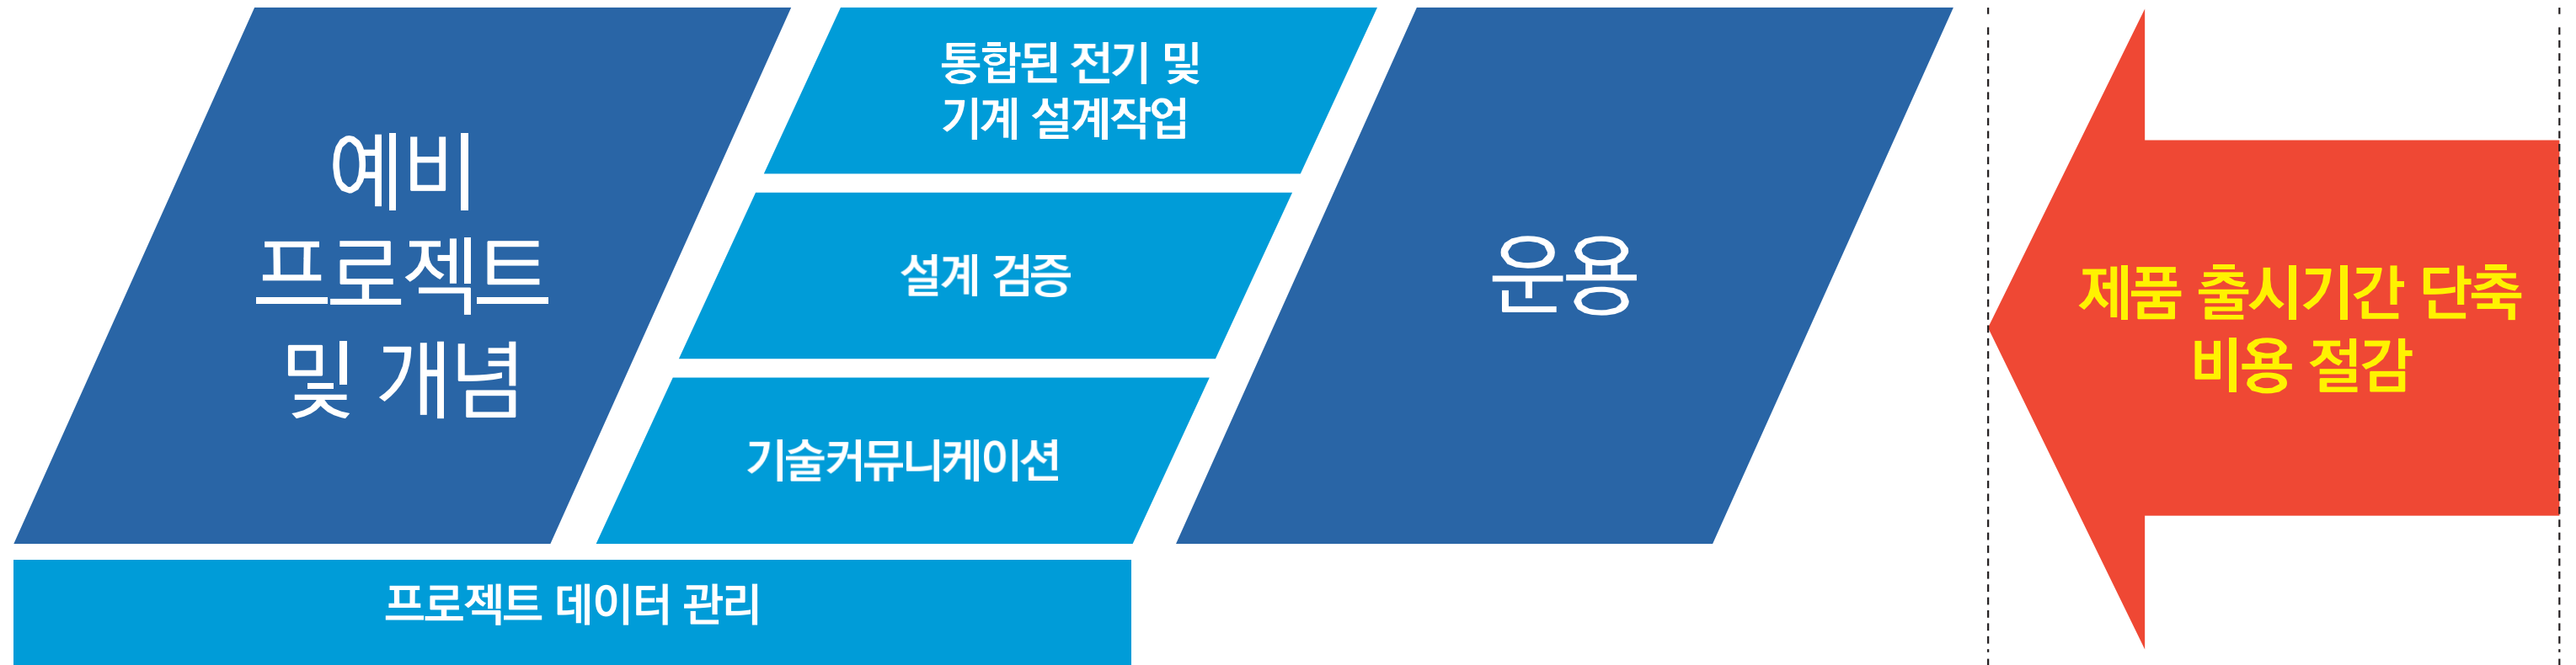 예비
프로젝트
및 개념
통합된 전기 및
기계 설계작업
설계 검증
기술커뮤니케이션
운용
제품 출시기간 단축
비용 절감
프로젝트 데이터 관리